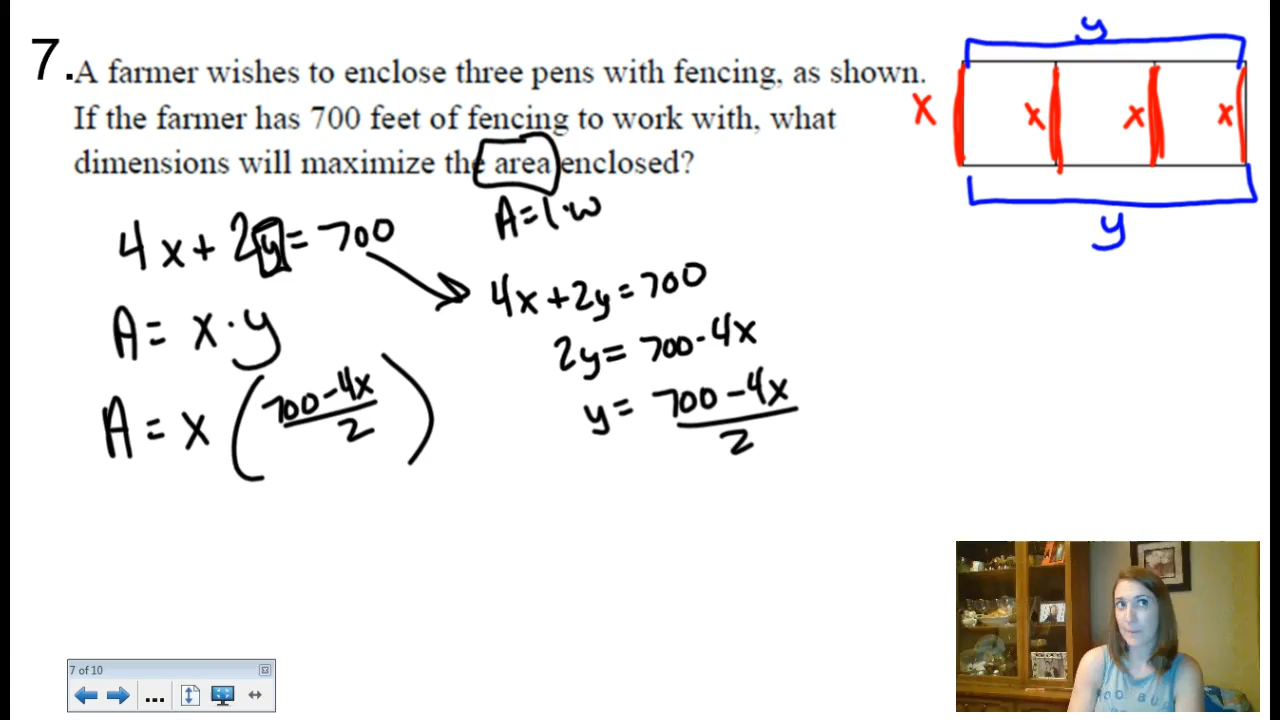 7. A farmer wishes to enclose three pens with fencing, as shown.
If the farmer has 700 feet of fencing to work with, what
dimensions will maximize the area enclosed?
y
x x x x
y
4x + 2y = 700
A = l·w
4x + 2y = 700
A = x·y
2y = 700 - 4x
A = x (700 - 4x / 2)
y = 700 - 4x / 2
7 of 10